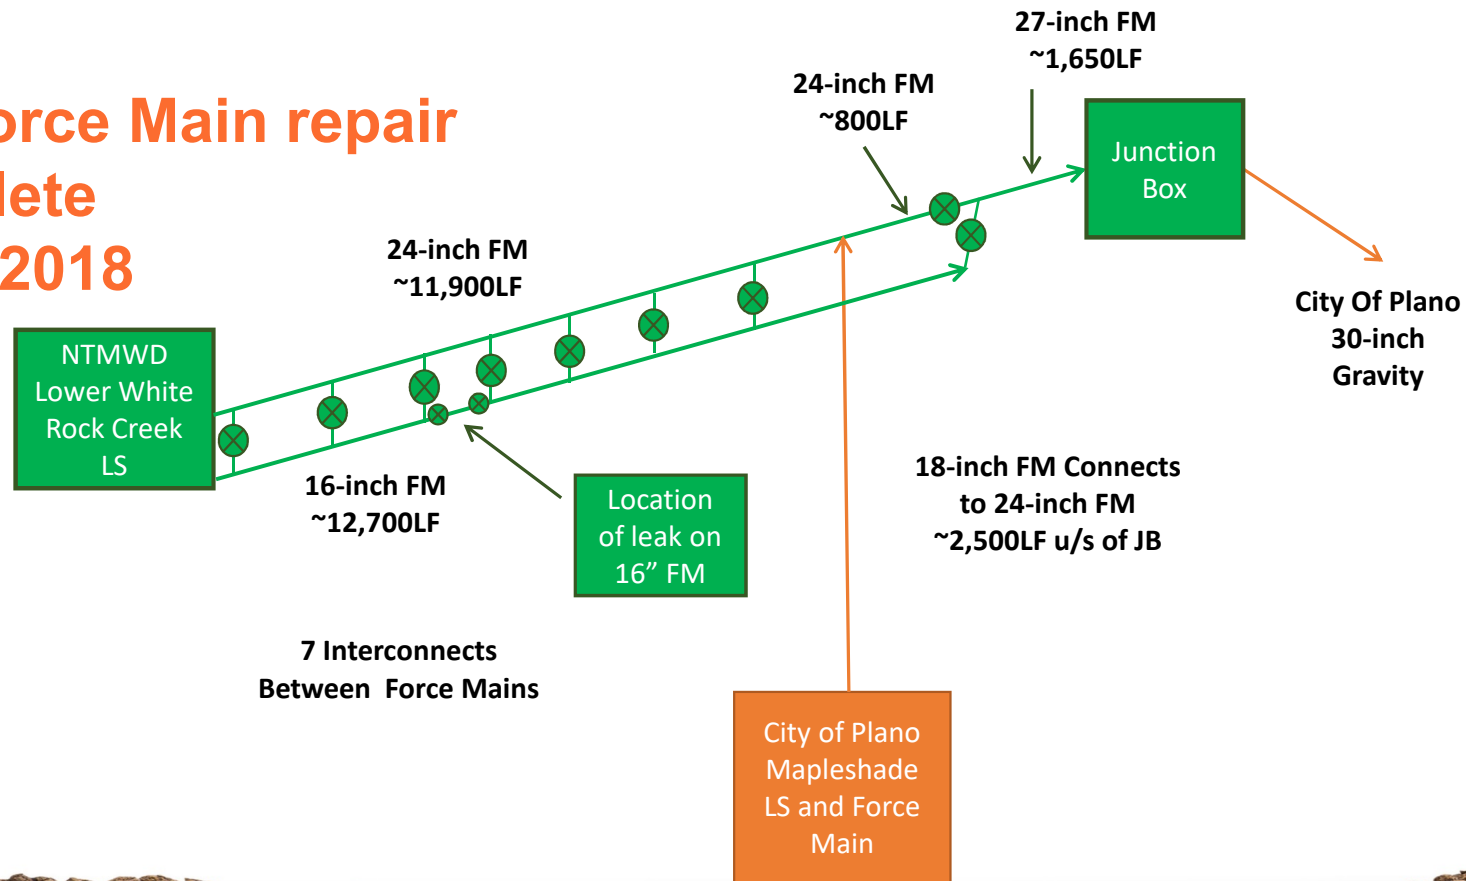 27-inch FM
~1,650LF
24-inch FM
~800LF
orce Main repair
lete
2018
Junction
Box
24-inch FM
~11,900LF
City Of Plano
30-inch
Gravity
NTMWD
Lower White
Rock Creek
LS
16-inch FM
~12,700LF
Location
of leak on
16” FM
18-inch FM Connects
to 24-inch FM
~2,500LF u/s of JB
7 Interconnects
Between Force Mains
City of Plano
Mapleshade
LS and Force
Main